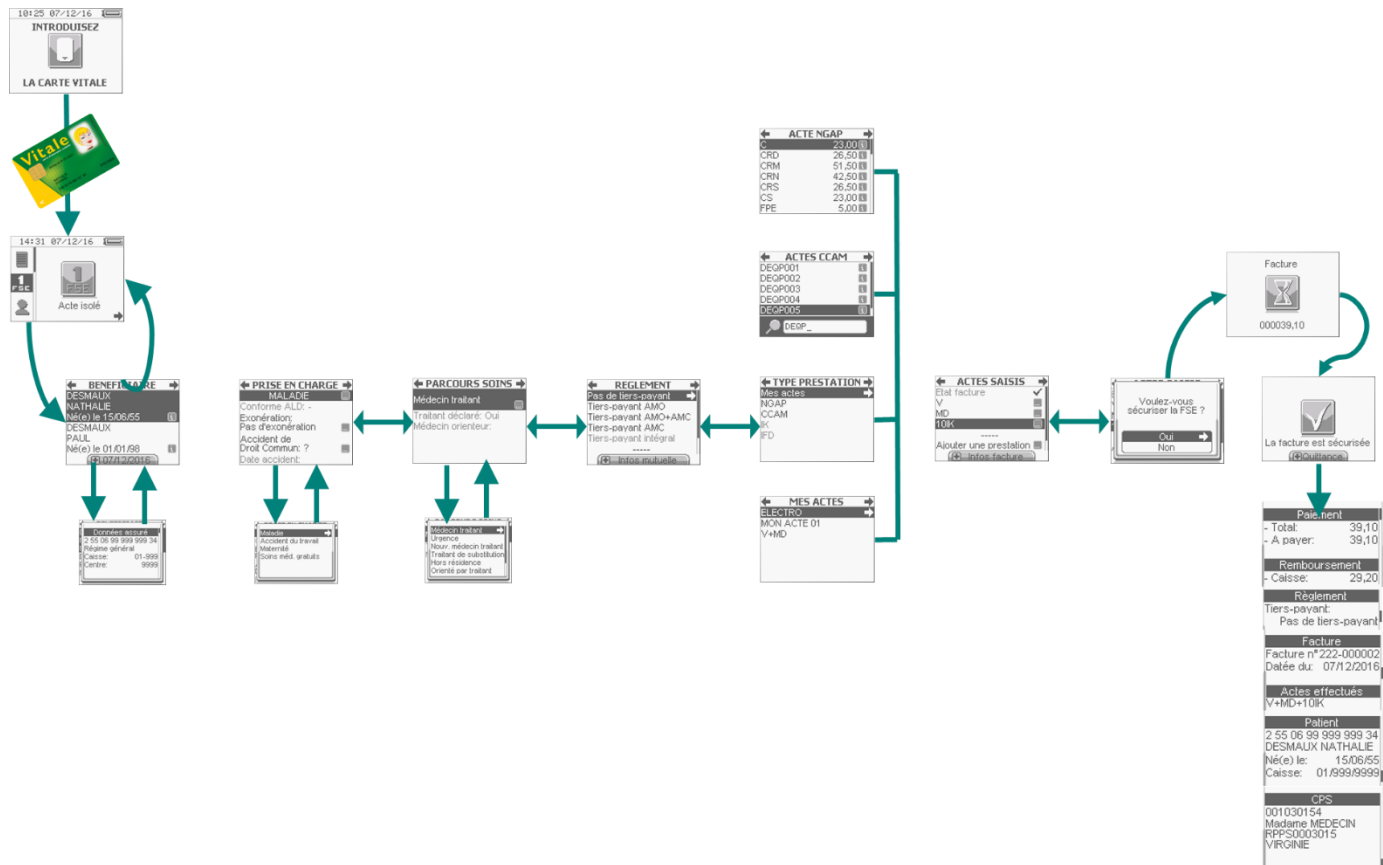 10:25 07/12/16
INTRODUISEZ
LA CARTE VITALE
Vitale
14:31 07/12/16
1
FSE
1
FSE
Acte isolé
BENEFICIAIRE
DESMAUX
NATHALIE
Né(e) le 15/06/55
DESMAUX
PAUL
Né(e) le 01/01/98
07/12/2016
Données assuré
2 55 06 99 999 999 34
Régime général
Caisse: 01-999
Centre: 9999
PRISE EN CHARGE
MALADIE
Conforme ALD: -
Exonération:
Pas d'exonération
Accident de
Droit Commun: ?
Date accident:
Maladie
Accident du travail
Maternité
Soins méd. gratuits
PARCOURS SOINS
Médecin traitant
Traitant déclaré: Oui
Médecin orienteur:
Médecin traitant
Urgence
Nouv. médecin traitant
Traitant de substitution
Hors résidence
Orienté par traitant
REGLEMENT
Pas de tiers-payant
Tiers-payant AMO
Tiers-payant AMO+AMC
Tiers-payant AMC
Tiers-payant intégral
-----
Infos mutuelle
ACTE NGAP
C 23,00
CRD 26,50
CRM 51,50
CRN 42,50
CRS 26,50
CS 23,00
FPE 5,00
ACTES CCAM
DEQP001
DEQP002
DEQP003
DEQP004
DEQP005
DEQP_
TYPE PRESTATION
Mes actes
NGAP
CCAM
IK
IFD
MES ACTES
ELECTRO
MON ACTE 01
V+MD
ACTES SAISIS
Etat facture
V
MD
10IK
-----
Ajouter une prestation
Infos facture
Voulez-vous
sécuriser la FSE ?
Oui
Non
Facture
000039,10
La facture est sécurisée
Quittance
Paiement
- Total: 39,10
- A payer: 39,10
Remboursement
- Caisse: 29,20
Règlement
Tiers-payant:
Pas de tiers-payant
Facture
Facture n°222-000002
Datée du: 07/12/2016
Actes effectués
V+MD+10IK
Patient
2 55 06 99 999 999 34
DESMAUX NATHALIE
Né(e) le: 15/06/55
Caisse: 01/999/9999
CPS
001030154
Madame MEDECIN
RPPS0003015
VIRGINIE